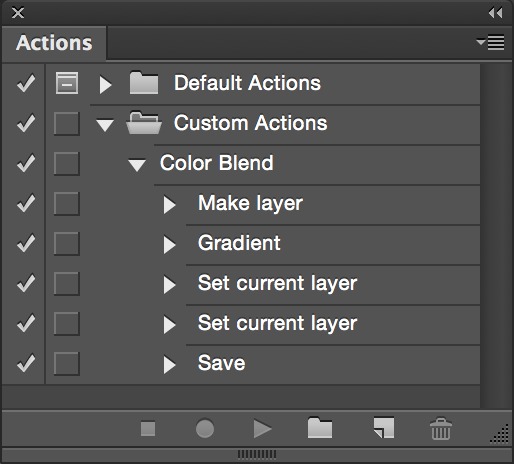 Actions
Default Actions
Custom Actions
Color Blend
Make layer
Gradient
Set current layer
Set current layer
Save